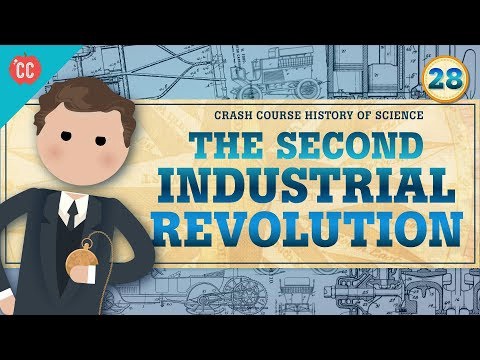 CC
28
CRASH COURSE HISTORY OF SCIENCE
THE SECOND
INDUSTRIAL
REVOLUTION